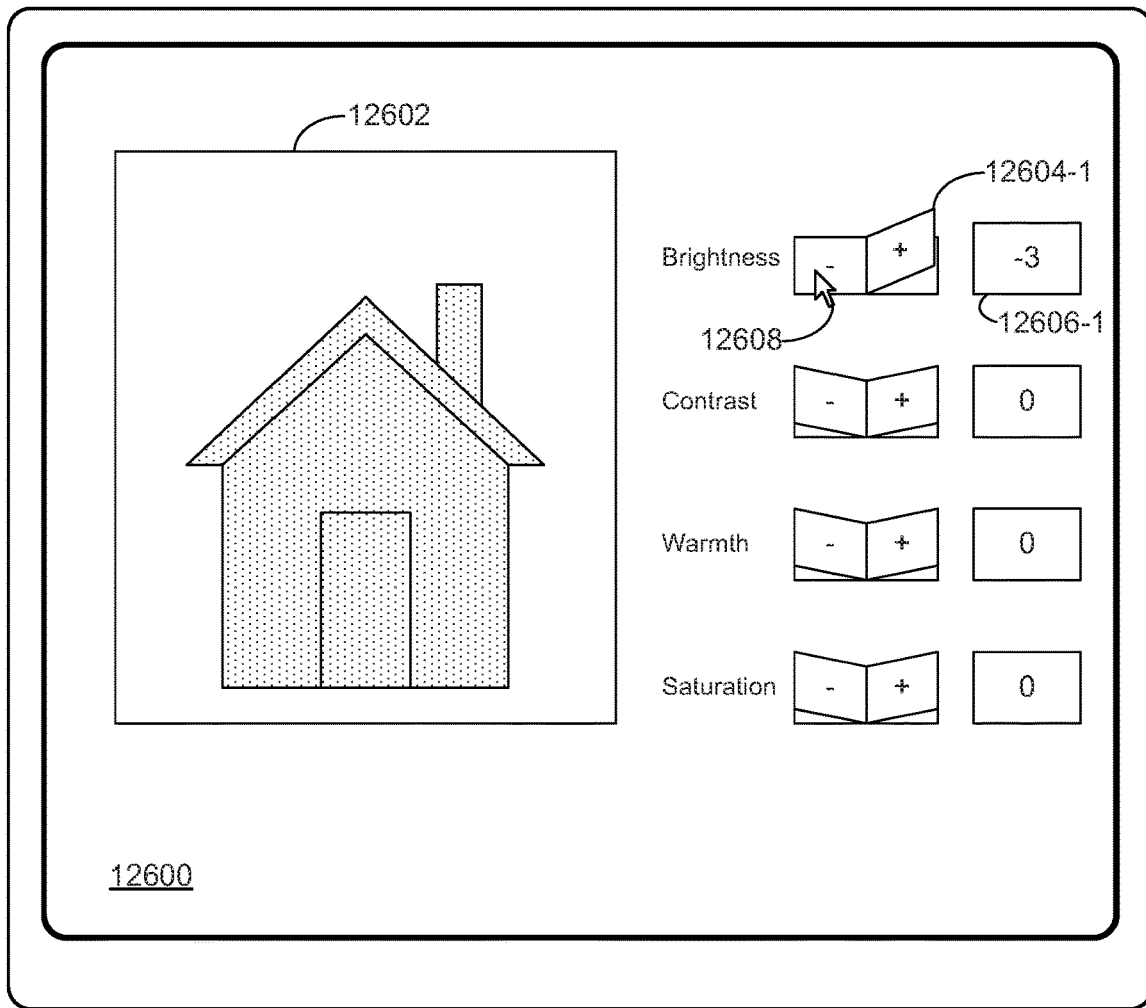 12602
12604-1
Brightness - + -3
12608
12606-1
Contrast - + 0
Warmth - + 0
Saturation - + 0
12600